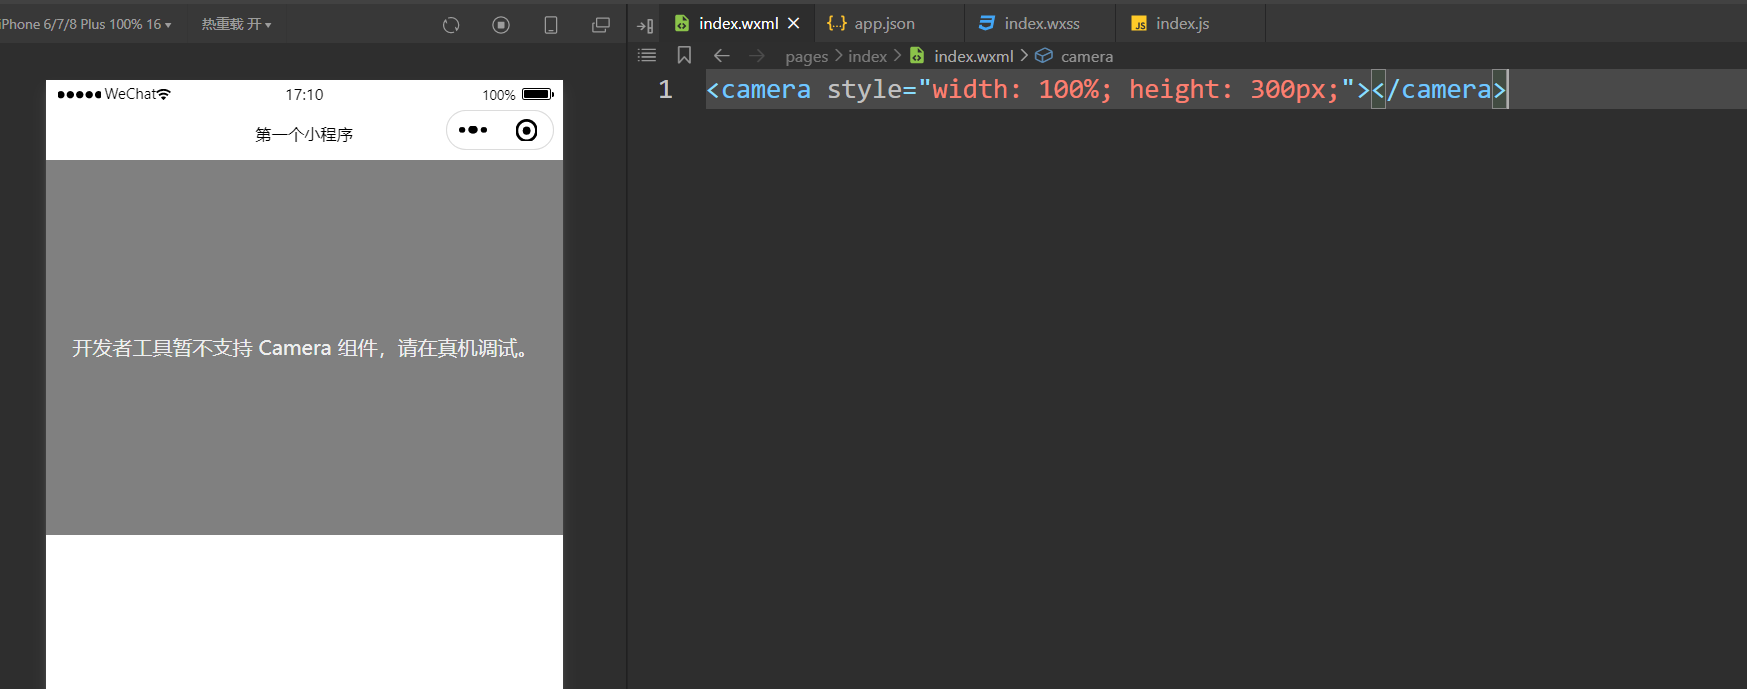 iPhone 6/7/8 Plus 100% 16
热重载 开
WeChat
17:10
100%
第一个小程序
开发者工具暂不支持 Camera 组件，请在真机调试。
index.wxml
app.json
index.wxss
JS index.js
pages > index > index.wxml > camera
1 <camera style="width: 100%; height: 300px;"></camera>